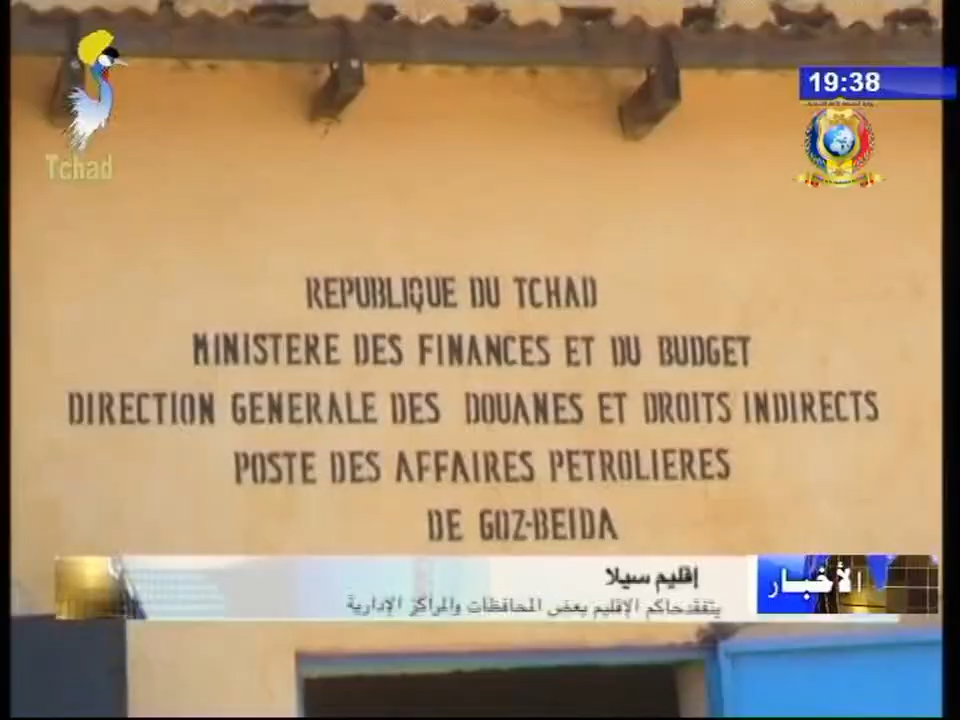 Tchad
19:38
REPUBLIQUE DU TCHAD
MINISTERE DES FINANCES ET DU BUDGET
DIRECTION GENERALE DES DOUANES ET DROITS INDIRECTS
POSTE DES AFFAIRES PETROLIERES
DE GOZ-BEIDA
الأخبار
إقليم سيلا
يتفقد حاكم الإقليم بعض المحافظات والمراكز الإدارية